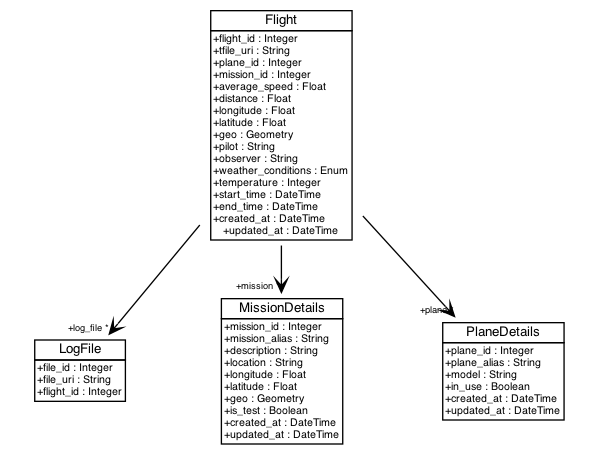 Flight
+flight_id : Integer
+tfile_uri : String
+plane_id : Integer
+mission_id : Integer
+average_speed : Float
+distance : Float
+longitude : Float
+latitude : Float
+geo : Geometry
+pilot : String
+observer : String
+weather_conditions : Enum
+temperature : Integer
+start_time : DateTime
+end_time : DateTime
+created_at : DateTime
+updated_at : DateTime
+log_file *
+mission
+plane
LogFile
+file_id : Integer
+file_uri : String
+flight_id : Integer
MissionDetails
+mission_id : Integer
+mission_alias : String
+description : String
+location : String
+longitude : Float
+latitude : Float
+geo : Geometry
+is_test : Boolean
+created_at : DateTime
+updated_at : DateTime
PlaneDetails
+plane_id : Integer
+plane_alias : String
+model : String
+in_use : Boolean
+created_at : DateTime
+updated_at : DateTime